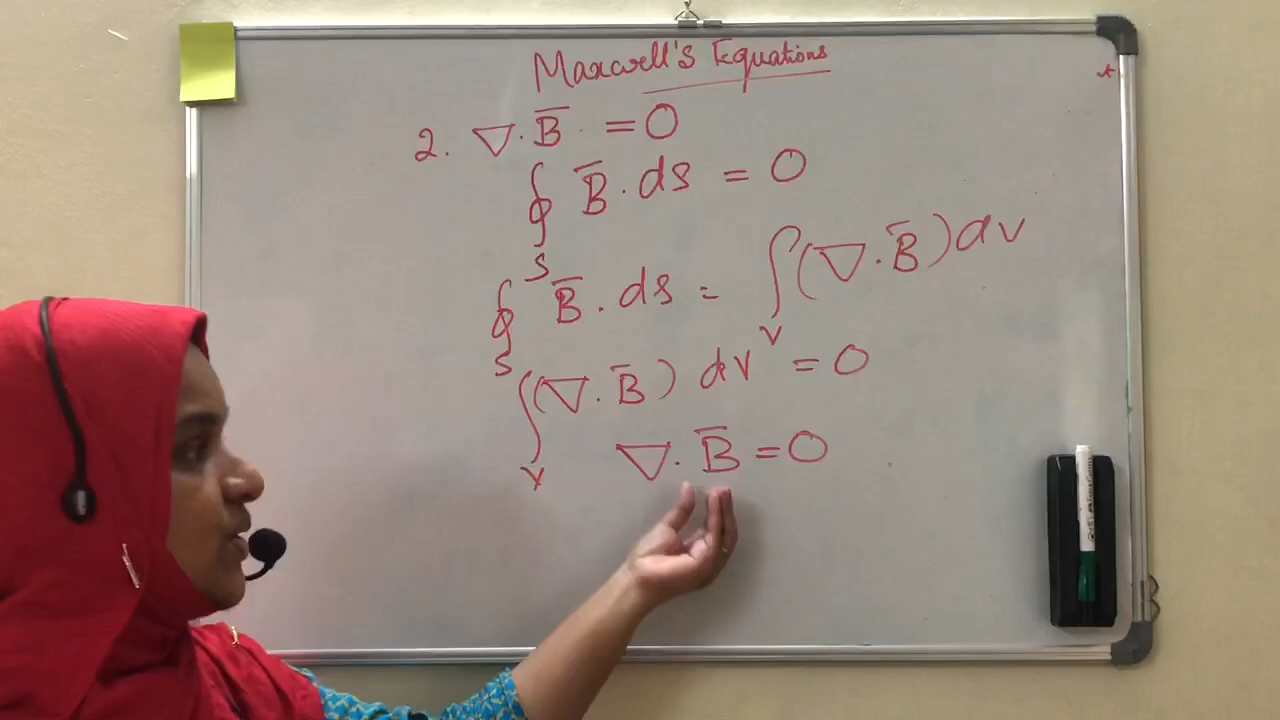 Maxwell's Equations
2. ∇. B̅ = 0
∮S B̅. ds = 0
∮S B̅. ds = ∫V (∇. B̅) dv
∫V (∇. B̅) dv = 0
∇. B̅ = 0